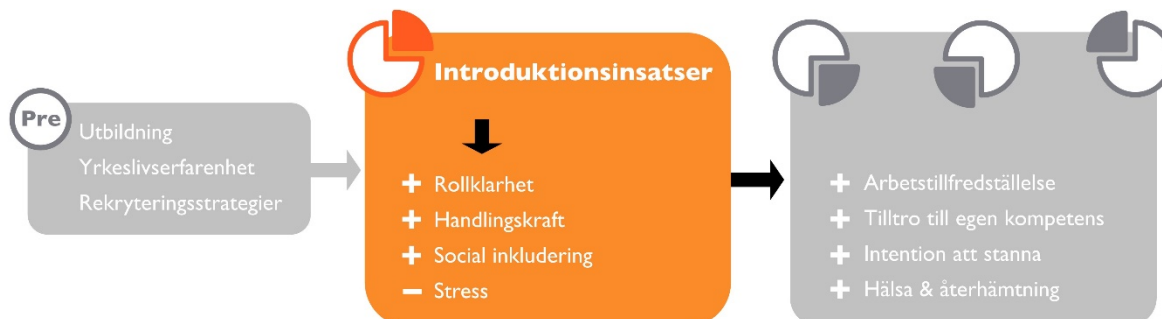 Pre
Utbildning
Yrkeslivserfarenhet
Rekryteringsstrategier
Introduktionsinsatser
+ Rollklarhet
+ Handlingskraft
+ Social inkludering
– Stress
+ Arbetstillfredställelse
+ Tilltro till egen kompetens
+ Intention att stanna
+ Hälsa & återhämtning